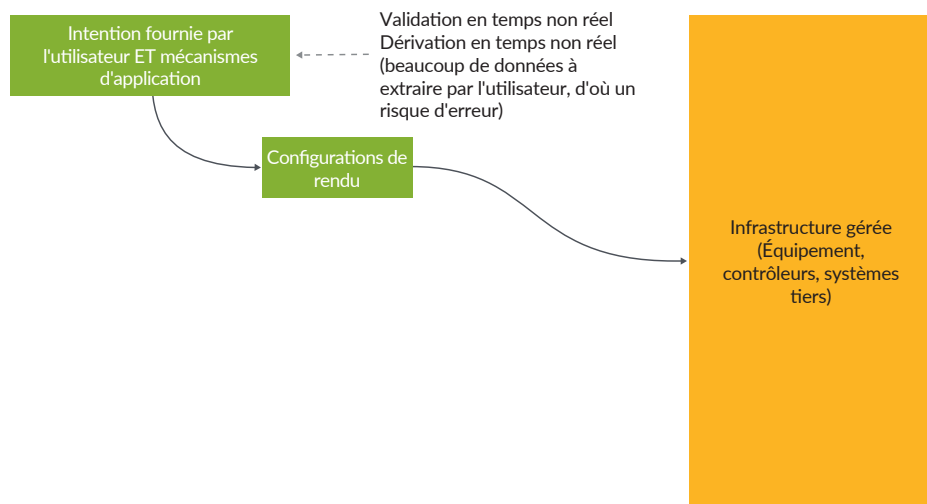 Intention fournie par
l'utilisateur ET mécanismes
d'application
Validation en temps non réel
Dérivation en temps non réel
(beaucoup de données à
extraire par l'utilisateur, d'où un
risque d'erreur)
Configurations de
rendu
Infrastructure gérée
(Équipement,
contrôleurs, systèmes
tiers)